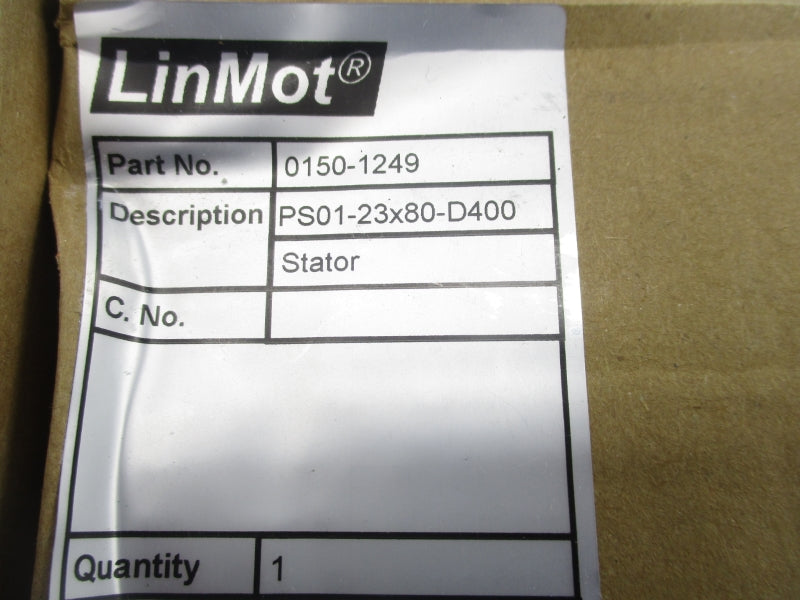 LinMot®
Part No. 0150-1249
Description PS01-23x80-D400
Stator
C. No.
Quantity 1